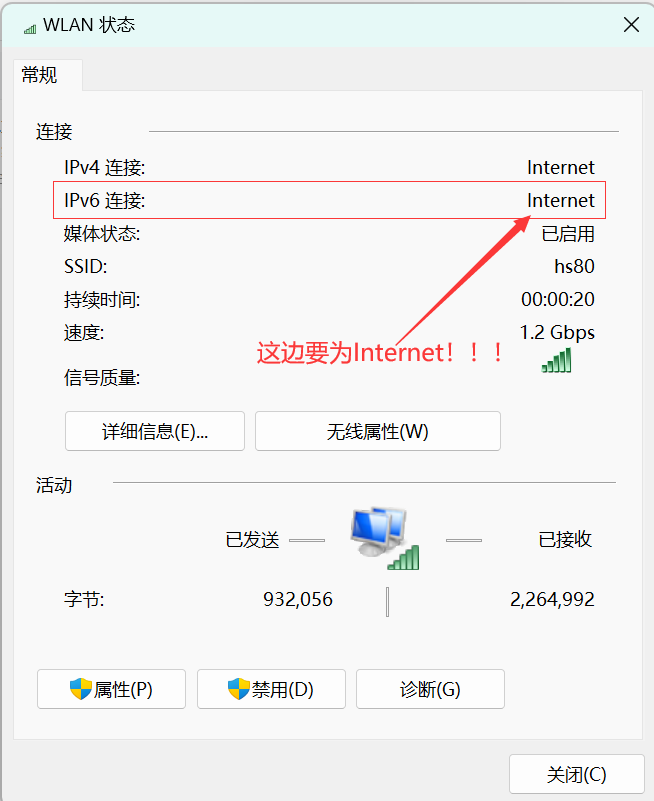 WLAN 状态
常规
连接
IPv4 连接: Internet
IPv6 连接: Internet
媒体状态: 已启用
SSID: hs80
持续时间: 00:00:20
速度: 1.2 Gbps
这边要为Internet！！！
信号质量:
详细信息(E)... 无线属性(W)
活动
已发送 已接收
字节: 932,056 2,264,992
属性(P) 禁用(D) 诊断(G)
关闭(C)